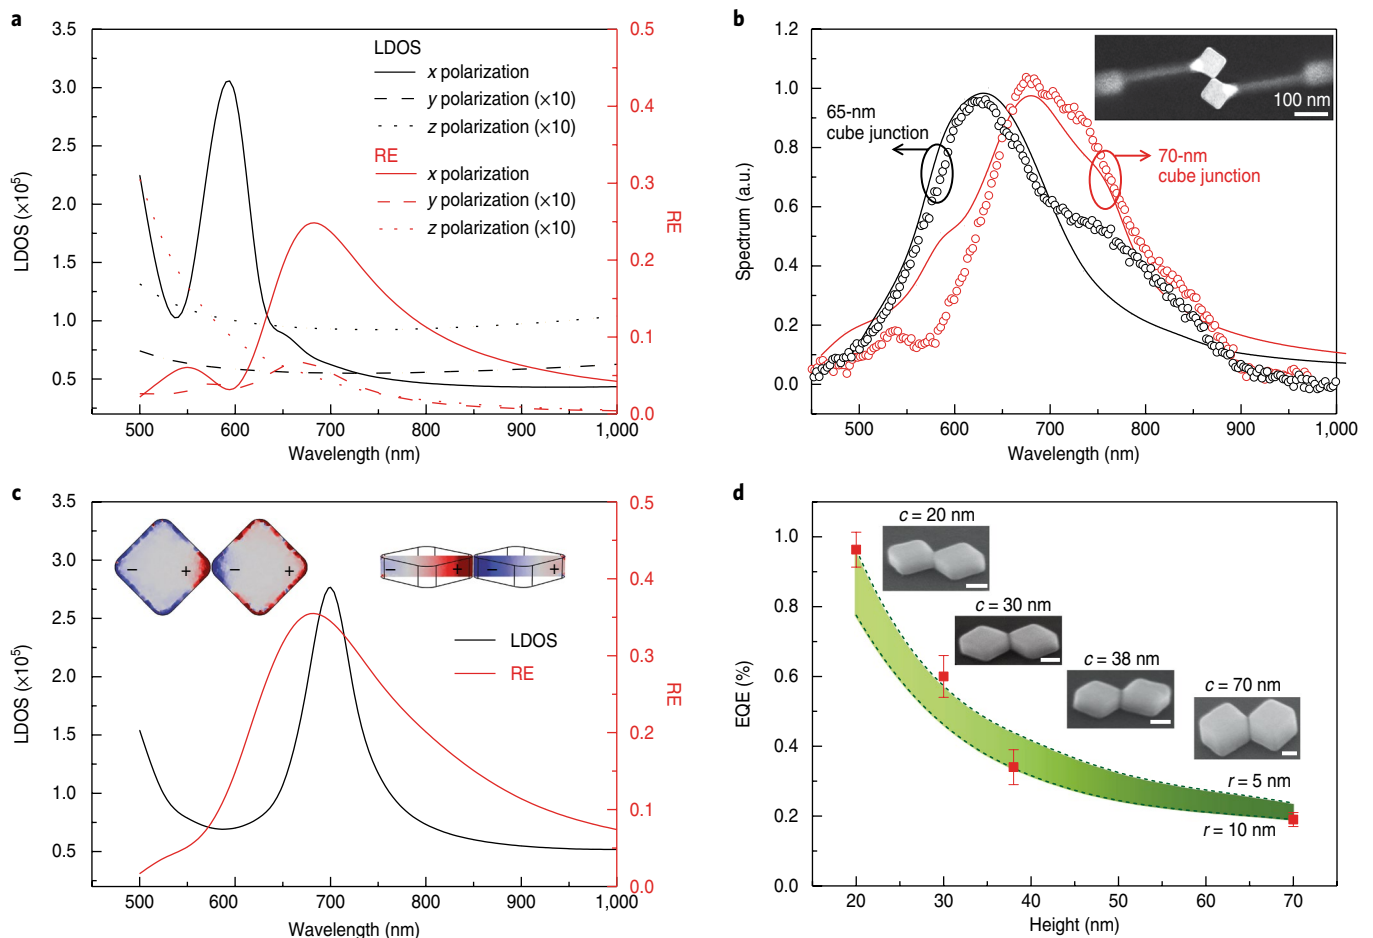 a
3.5
3.0
2.5
2.0
1.5
1.0
0.5
LDOS (×10⁵)
500
600
700
800
900
1,000
Wavelength (nm)
0.5
0.4
0.3
0.2
0.1
0.0
RE
LDOS
x polarization
y polarization (×10)
z polarization (×10)
RE
x polarization
y polarization (×10)
z polarization (×10)
b
1.2
1.0
0.8
0.6
0.4
0.2
0.0
Spectrum (a.u.)
500
600
700
800
900
1,000
Wavelength (nm)
65-nm
cube junction
70-nm
cube junction
100 nm
c
3.5
3.0
2.5
2.0
1.5
1.0
0.5
LDOS (×10⁵)
500
600
700
800
900
1,000
Wavelength (nm)
0.5
0.4
0.3
0.2
0.1
0.0
RE
− + − +
− + − +
LDOS
RE
d
1.0
0.8
0.6
0.4
0.2
0.0
EQE (%)
20
30
40
50
60
70
Height (nm)
c = 20 nm
c = 30 nm
c = 38 nm
c = 70 nm
r = 5 nm
r = 10 nm